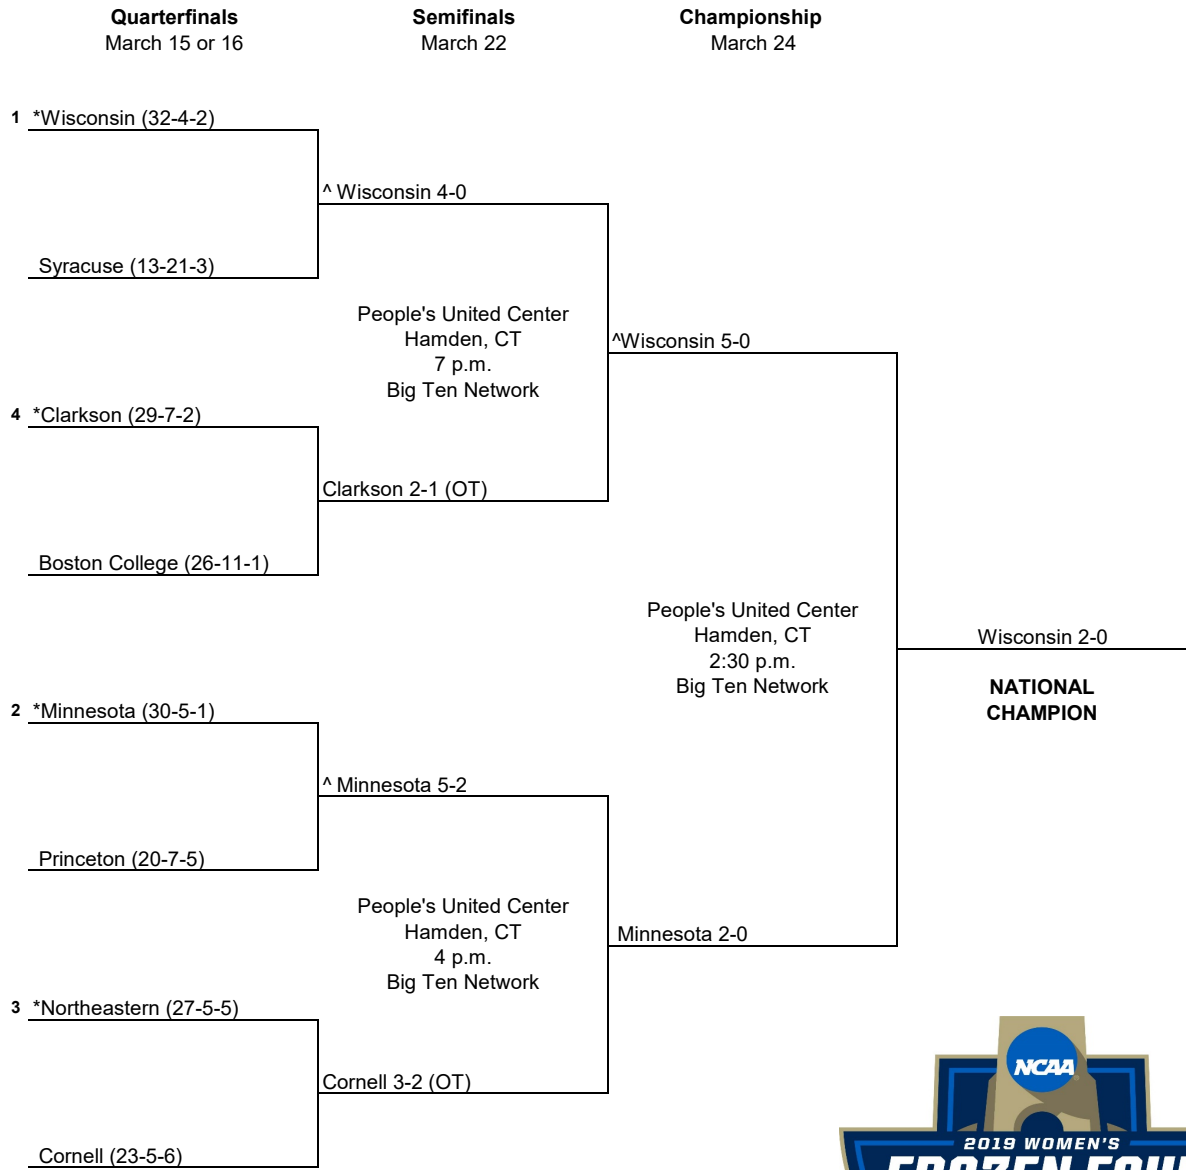 Quarterfinals
March 15 or 16
Semifinals
March 22
Championship
March 24
1 *Wisconsin (32-4-2)
^ Wisconsin 4-0
Syracuse (13-21-3)
People's United Center
Hamden, CT
7 p.m.
Big Ten Network
^Wisconsin 5-0
4 *Clarkson (29-7-2)
Clarkson 2-1 (OT)
Boston College (26-11-1)
People's United Center
Hamden, CT
2:30 p.m.
Big Ten Network
Wisconsin 2-0
NATIONAL
CHAMPION
2 *Minnesota (30-5-1)
^ Minnesota 5-2
Princeton (20-7-5)
People's United Center
Hamden, CT
4 p.m.
Big Ten Network
Minnesota 2-0
3 *Northeastern (27-5-5)
Cornell 3-2 (OT)
Cornell (23-5-6)
NCAA
2019 WOMEN'S
FROZEN FOU